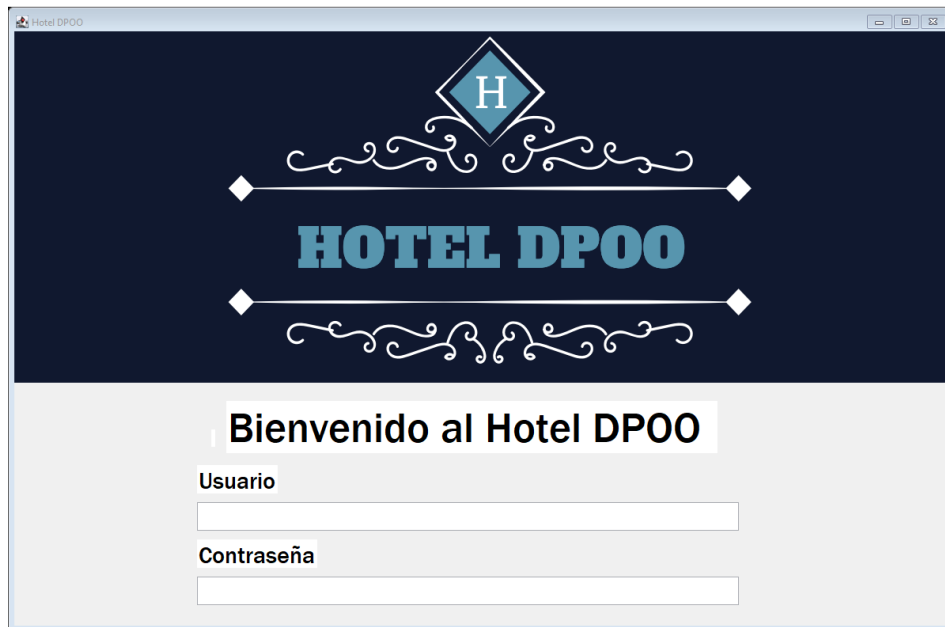 Hotel DPOO
H
HOTEL DPOO
Bienvenido al Hotel DPOO
Usuario
Contraseña